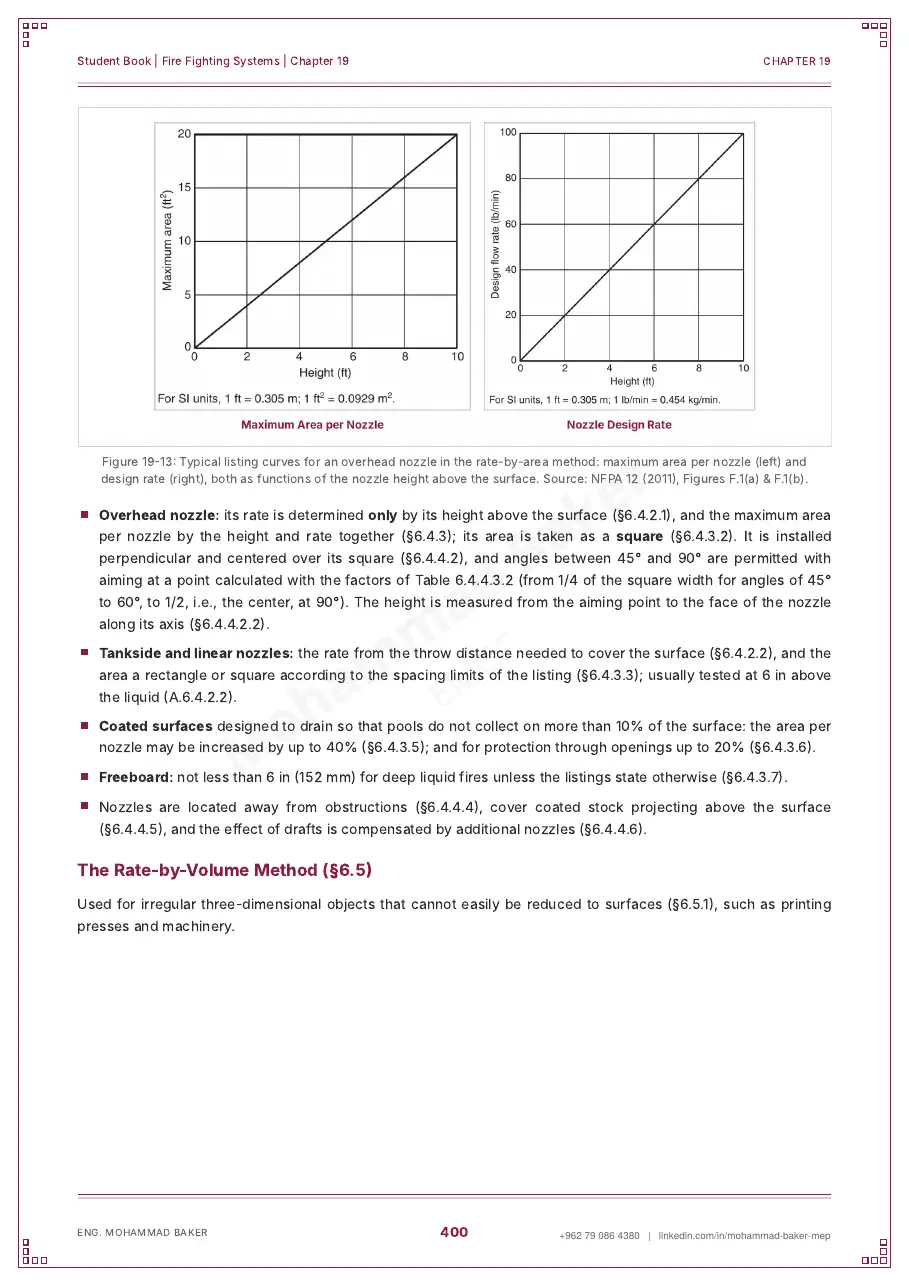 Student Book | Fire Fighting Systems | Chapter 19
CHAPTER 19
20
15
10
5
0
0 2 4 6 8 10
Maximum area (ft²)
Height (ft)
For SI units, 1 ft = 0.305 m; 1 ft² = 0.0929 m².
Maximum Area per Nozzle
100
80
60
40
20
0
0 2 4 6 8 10
Design flow rate (lb/min)
Height (ft)
For SI units, 1 ft = 0.305 m; 1 lb/min = 0.454 kg/min.
Nozzle Design Rate
Figure 19-13: Typical listing curves for an overhead nozzle in the rate-by-area method: maximum area per nozzle (left) and
design rate (right), both as functions of the nozzle height above the surface. Source: NFPA 12 (2011), Figures F.1(a) & F.1(b).
Overhead nozzle: its rate is determined only by its height above the surface (§6.4.2.1), and the maximum area
per nozzle by the height and rate together (§6.4.3); its area is taken as a square (§6.4.3.2). It is installed
perpendicular and centered over its square (§6.4.4.2), and angles between 45° and 90° are permitted with
aiming at a point calculated with the factors of Table 6.4.4.3.2 (from 1/4 of the square width for angles of 45°
to 60°, to 1/2, i.e., the center, at 90°). The height is measured from the aiming point to the face of the nozzle
along its axis (§6.4.4.2.2).
Tankside and linear nozzles: the rate from the throw distance needed to cover the surface (§6.4.2.2), and the
area a rectangle or square according to the spacing limits of the listing (§6.4.3.3); usually tested at 6 in above
the liquid (A.6.4.2.2).
Coated surfaces designed to drain so that pools do not collect on more than 10% of the surface: the area per
nozzle may be increased by up to 40% (§6.4.3.5); and for protection through openings up to 20% (§6.4.3.6).
Freeboard: not less than 6 in (152 mm) for deep liquid fires unless the listings state otherwise (§6.4.3.7).
Nozzles are located away from obstructions (§6.4.4.4), cover coated stock projecting above the surface
(§6.4.4.5), and the effect of drafts is compensated by additional nozzles (§6.4.4.6).
The Rate-by-Volume Method (§6.5)
Used for irregular three-dimensional objects that cannot easily be reduced to surfaces (§6.5.1), such as printing
presses and machinery.
ENG. MOHAMMAD BAKER
400
+962 79 086 4380 | linkedin.com/in/mohammad-baker-mep